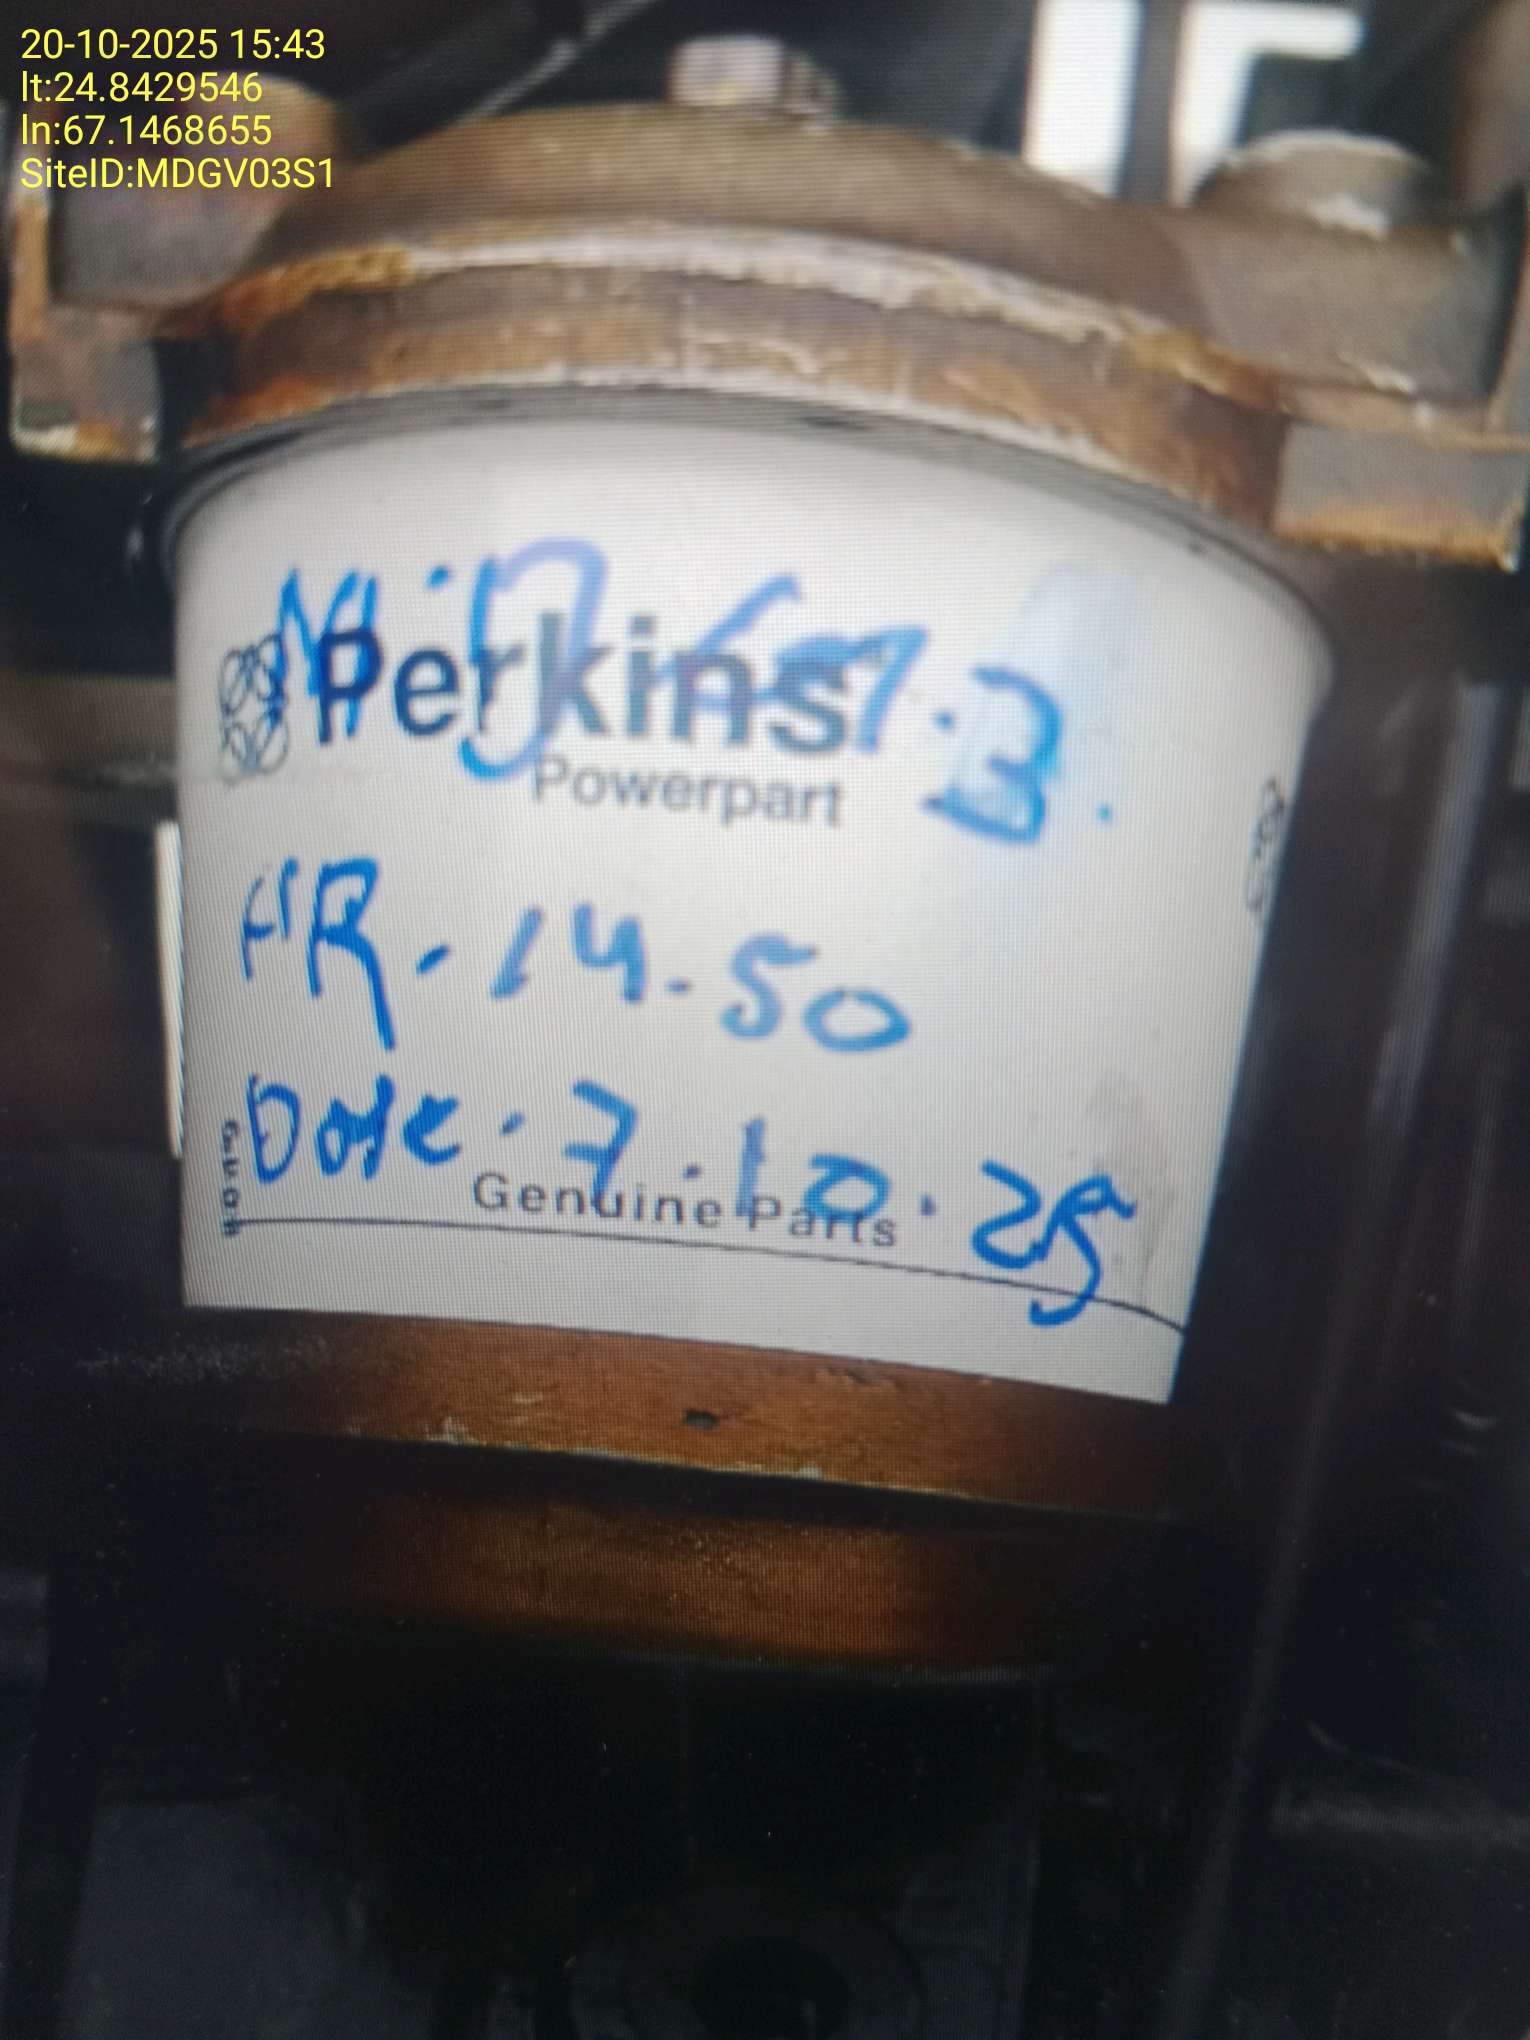 20-10-2025 15:43
lt:24.8429546
ln:67.1468655
SiteID:MDGV03S1
Perkins
Powerpart
HR-14-50
Date.7.10.25
Genuine Parts